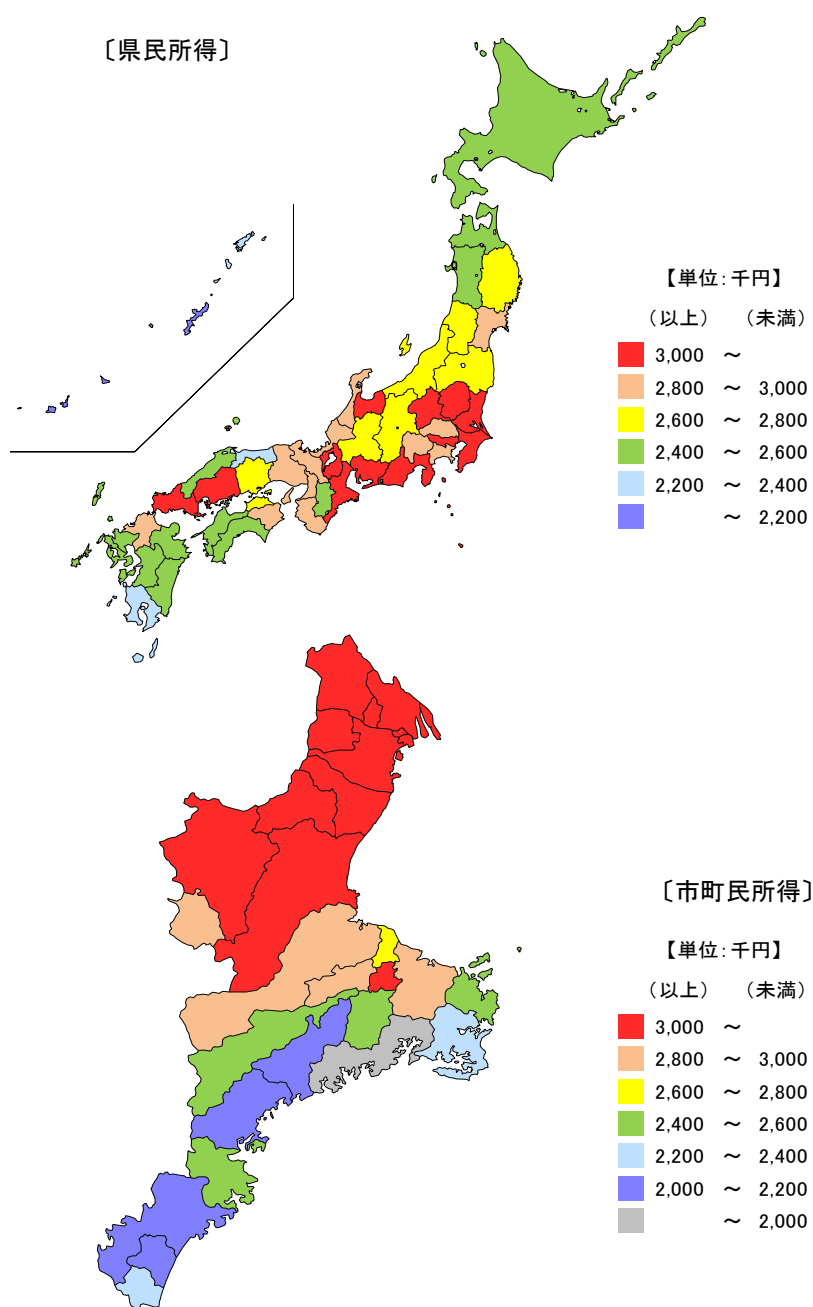 〔県民所得〕
【単位：千円】
（以上） （未満）
3,000 ～
2,800 ～ 3,000
2,600 ～ 2,800
2,400 ～ 2,600
2,200 ～ 2,400
～ 2,200
〔市町民所得〕
【単位：千円】
（以上） （未満）
3,000 ～
2,800 ～ 3,000
2,600 ～ 2,800
2,400 ～ 2,600
2,200 ～ 2,400
2,000 ～ 2,200
～ 2,000